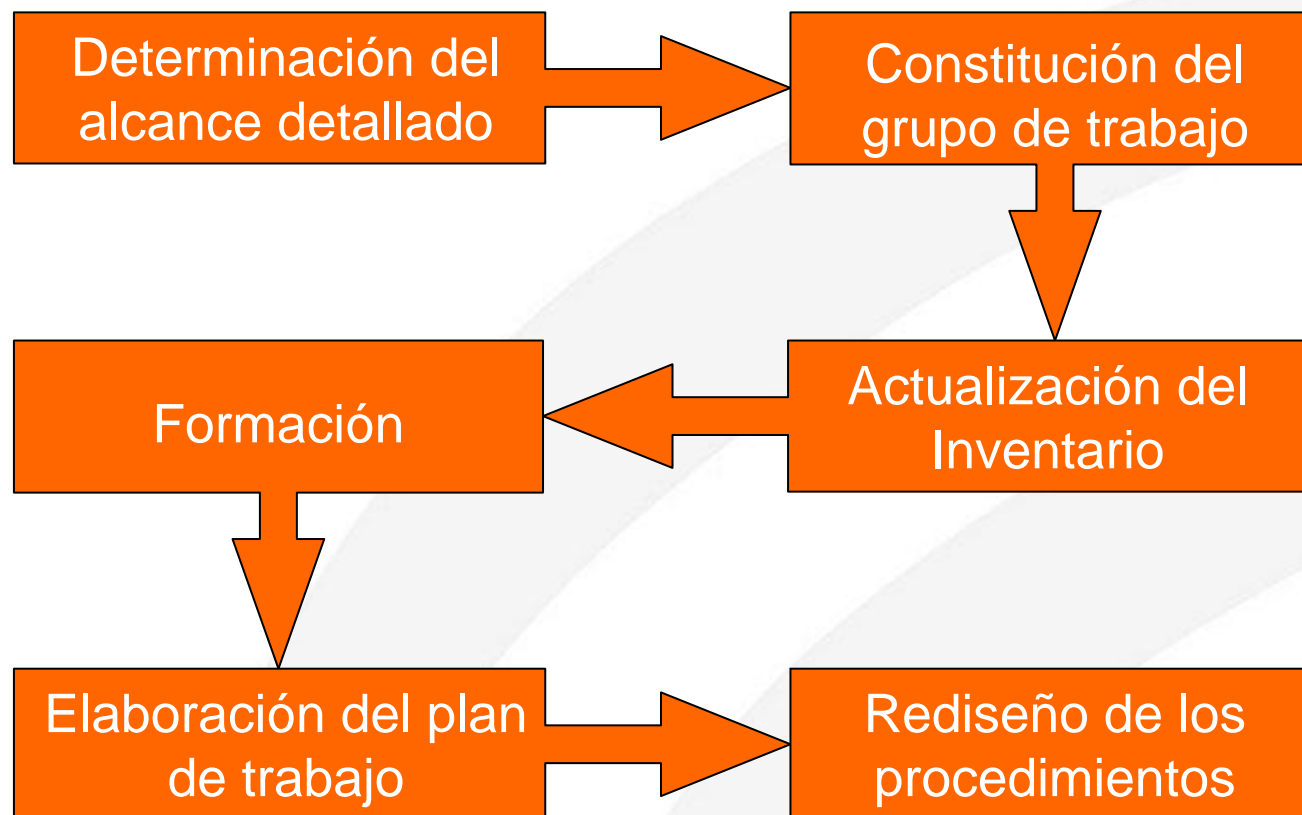 Determinación del
alcance detallado
Constitución del
grupo de trabajo
Actualización del
Inventario
Formación
Elaboración del plan
de trabajo
Rediseño de los
procedimientos